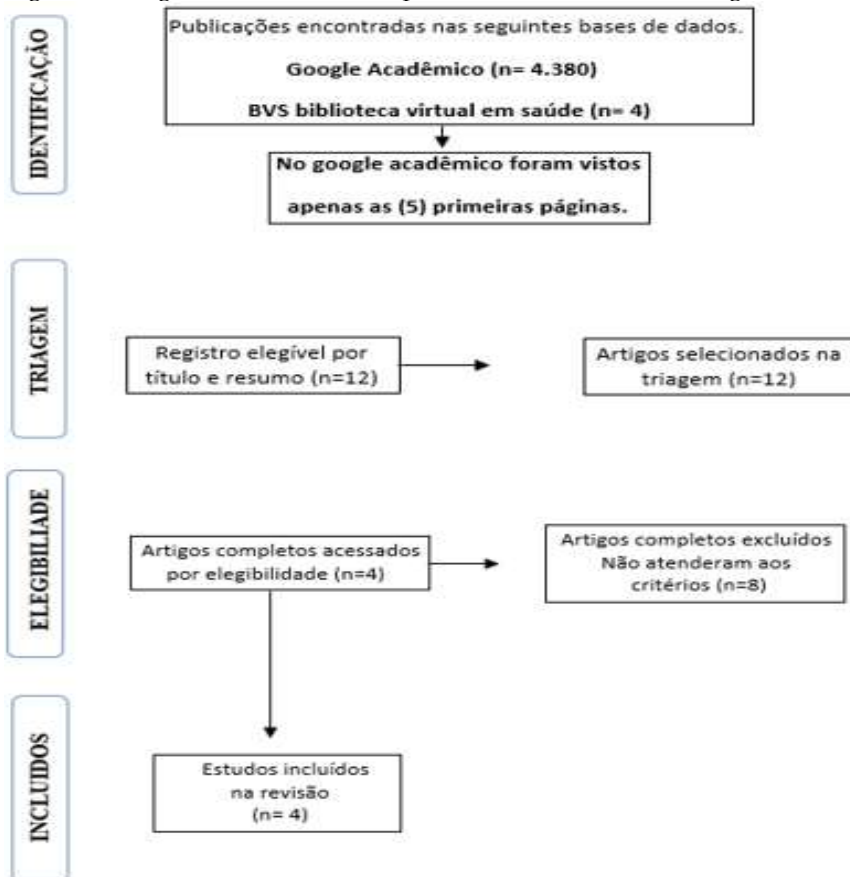 IDENTIFICAÇÃO
Publicações encontradas nas seguintes bases de dados.
Google Acadêmico (n= 4.380)
BVS biblioteca virtual em saúde (n= 4)
No google acadêmico foram vistos
apenas as (5) primeiras páginas.
TRIAGEM
Registro elegível por
título e resumo (n=12)
Artigos selecionados na
triagem (n=12)
ELEGIBILIADE
Artigos completos acessados
por elegibilidade (n=4)
Artigos completos excluídos
Não atenderam aos
critérios (n=8)
INCLUIDOS
Estudos incluídos
na revisão
(n= 4)